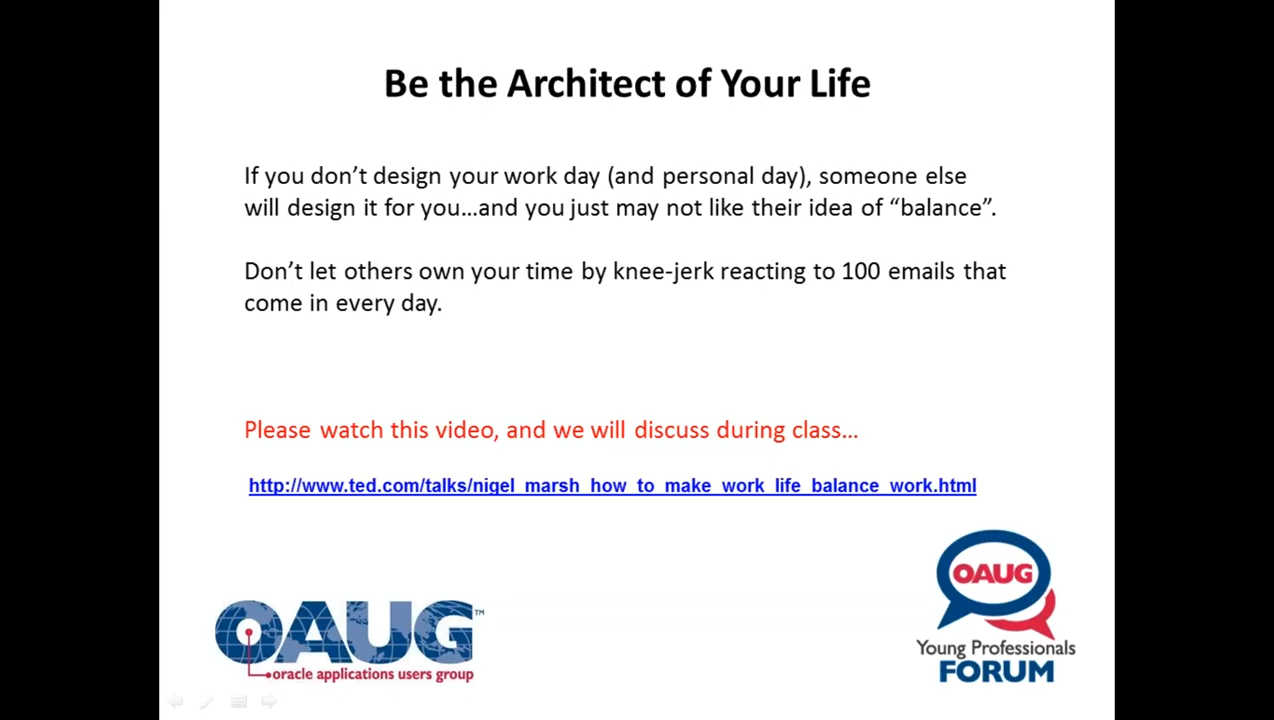 Be the Architect of Your Life
If you don’t design your work day (and personal day), someone else
will design it for you…and you just may not like their idea of “balance”.
Don’t let others own your time by knee-jerk reacting to 100 emails that
come in every day.
Please watch this video, and we will discuss during class…
http://www.ted.com/talks/nigel_marsh_how_to_make_work_life_balance_work.html
OAUG™
oracle applications users group
OAUG
Young Professionals
FORUM